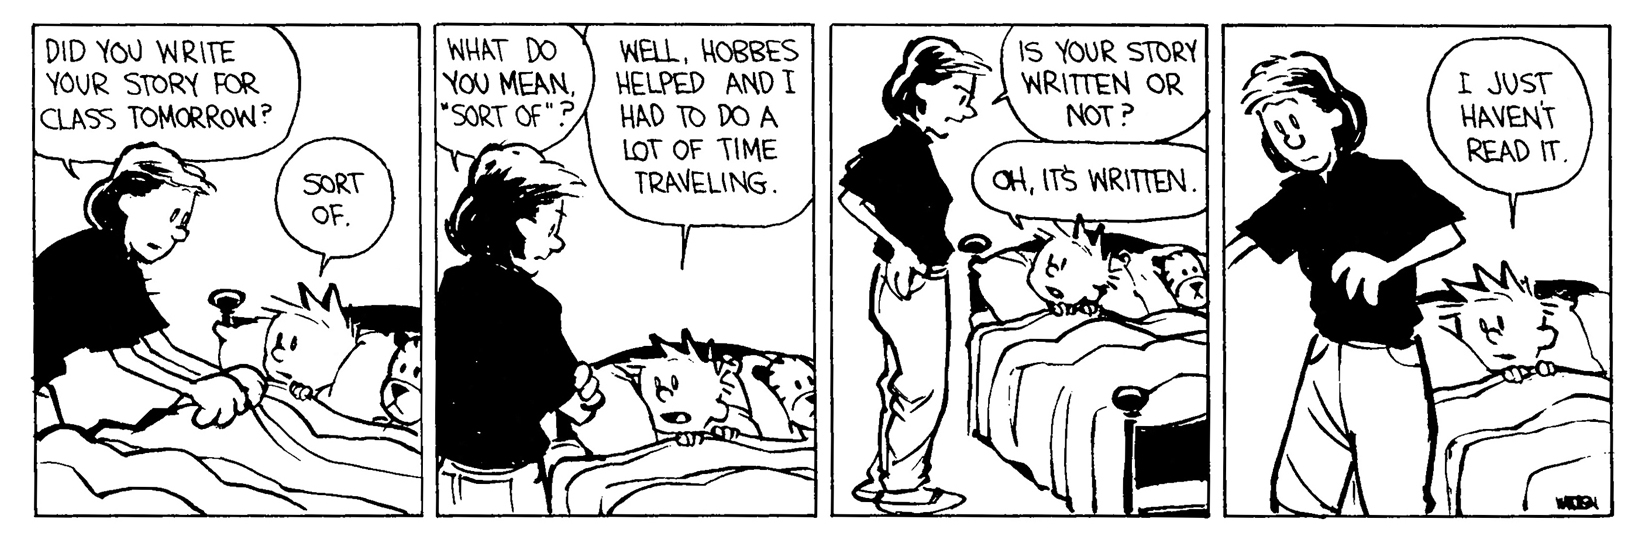 DID YOU WRITE
YOUR STORY FOR
CLASS TOMORROW?
SORT
OF.
WHAT DO
YOU MEAN,
"SORT OF"?
WELL, HOBBES
HELPED AND I
HAD TO DO A
LOT OF TIME
TRAVELING.
IS YOUR STORY
WRITTEN OR
NOT?
OH, IT'S WRITTEN.
I JUST
HAVEN'T
READ IT.
WATTERSON